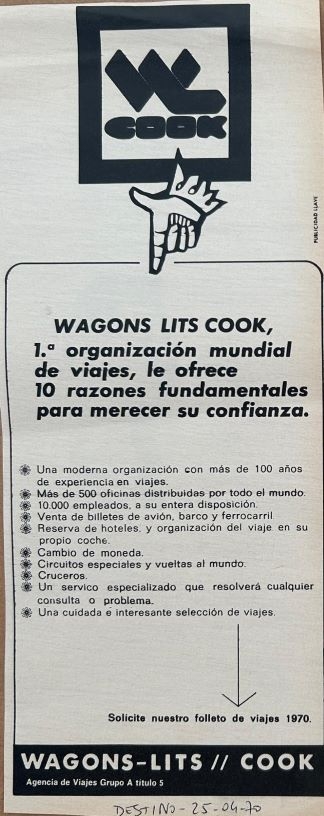 WL
COOK
PUBLICIDAD LLAVE
WAGONS LITS COOK,
1.ª organización mundial
de viajes, le ofrece
10 razones fundamentales
para merecer su confianza.
Una moderna organización con más de 100 años
de experiencia en viajes.
Más de 500 oficinas distribuidas por todo el mundo.
10.000 empleados, a su entera disposición.
Venta de billetes de avión, barco y ferrocarril
Reserva de hoteles, y organización del viaje en su
propio coche.
Cambio de moneda.
Circuitos especiales y vueltas al mundo.
Cruceros.
Un servico especializado que resolverá cualquier
consulta o problema.
Una cuidada e interesante selección de viajes.
Solicite nuestro folleto de viajes 1970.
WAGONS-LITS // COOK
Agencia de Viajes Grupo A título 5
DESTINO - 25-04-70